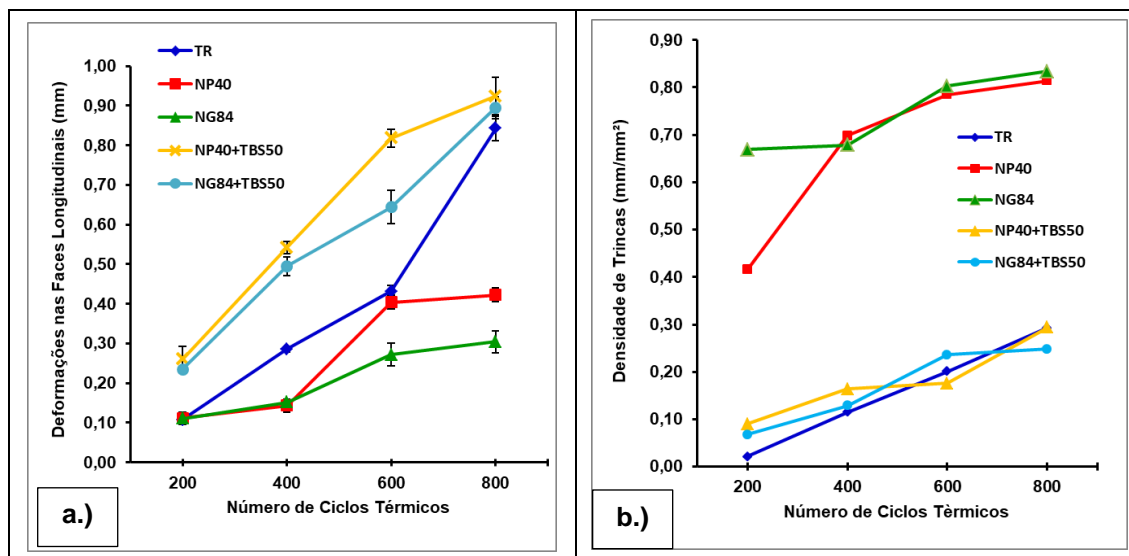 Deformações nas Faces Longitudinais (mm)
1,00
0,90
0,80
0,70
0,60
0,50
0,40
0,30
0,20
0,10
0,00
TR
NP40
NG84
NP40+TBS50
NG84+TBS50
200 400 600 800
Número de Ciclos Térmicos
a.)
Densidade de Trincas (mm/mm²)
0,90
0,80
0,70
0,60
0,50
0,40
0,30
0,20
0,10
0,00
TR
NP40
NG84
NP40+TBS50
NG84+TBS50
200 400 600 800
Número de Ciclos Tèrmicos
b.)